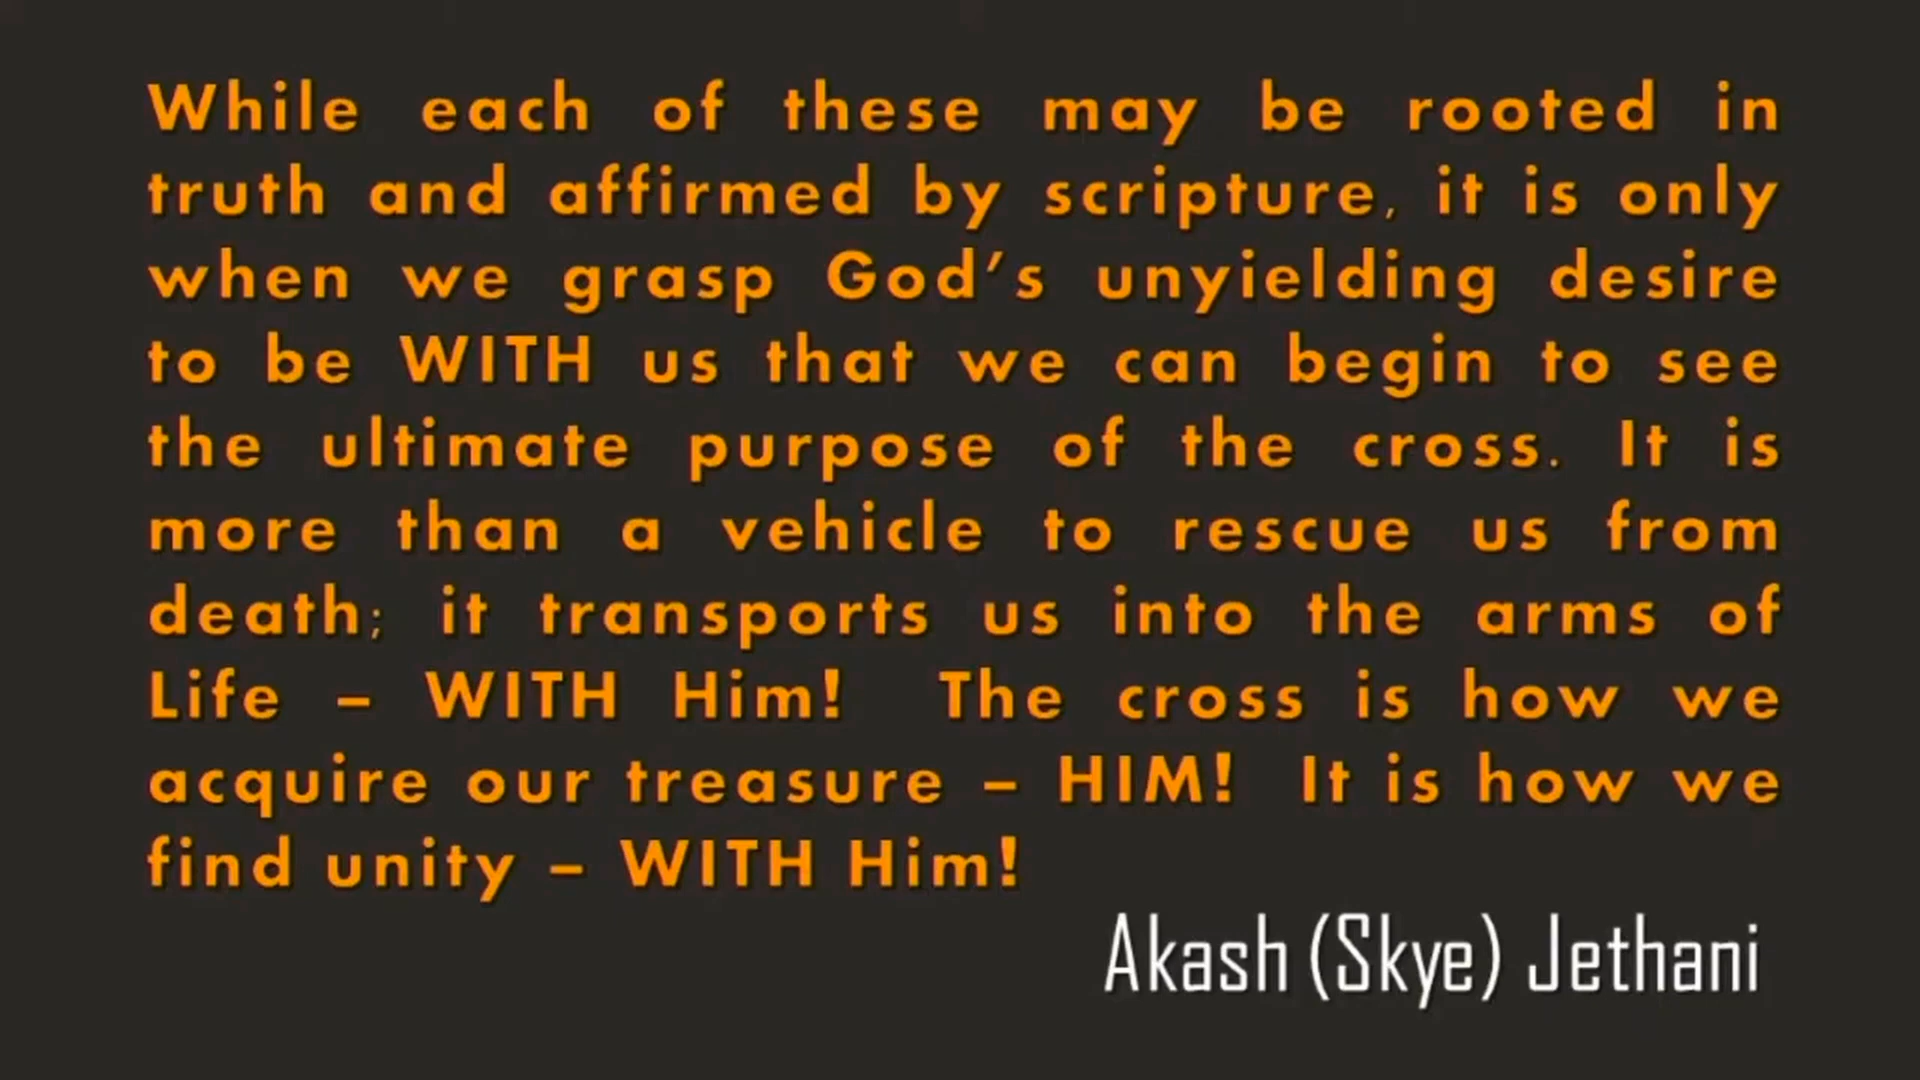 While each of these may be rooted in
truth and affirmed by scripture, it is only
when we grasp God’s unyielding desire
to be WITH us that we can begin to see
the ultimate purpose of the cross. It is
more than a vehicle to rescue us from
death; it transports us into the arms of
Life – WITH Him! The cross is how we
acquire our treasure – HIM! It is how we
find unity – WITH Him!
Akash (Skye) Jethani